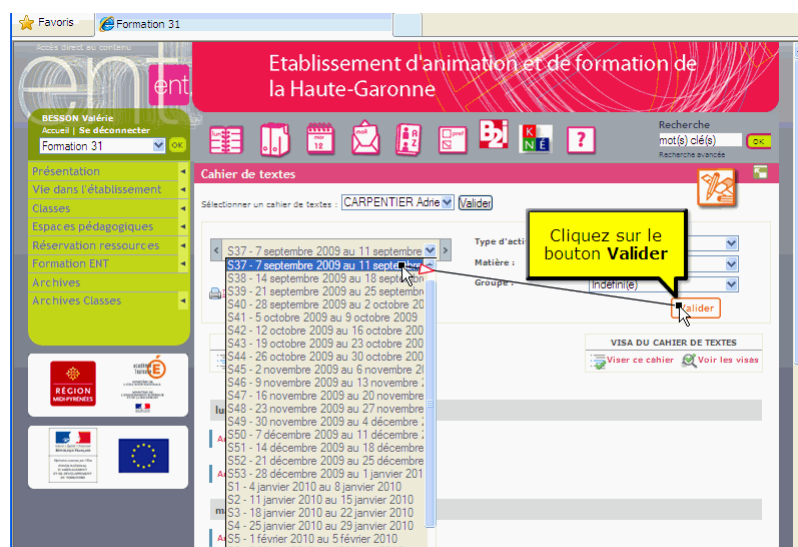 Favoris
Formation 31
Accès direct au contenu
ent
ent
Etablissement d'animation et de formation de
la Haute-Garonne
BESSON Valérie
Accueil | Se déconnecter
Formation 31
OK
Recherche
mot(s) clé(s)
OK
Recherche avancée
Présentation
Vie dans l'établissement
Classes
Espaces pédagogiques
Réservation ressources
Formation ENT
Archives
Archives Classes
Cahier de textes
Sélectionner un cahier de textes :
CARPENTIER Adrie
Valider
S37 - 7 septembre 2009 au 11 septembre
S37 - 7 septembre 2009 au 11 septembre
S38 - 14 septembre 2009 au 18 septembre
S39 - 21 septembre 2009 au 25 septembre
S40 - 28 septembre 2009 au 2 octobre 20
S41 - 5 octobre 2009 au 9 octobre 2009
S42 - 12 octobre 2009 au 16 octobre 200
S43 - 19 octobre 2009 au 23 octobre 200
S44 - 26 octobre 2009 au 30 octobre 200
S45 - 2 novembre 2009 au 6 novembre 20
S46 - 9 novembre 2009 au 13 novembre 2
S47 - 16 novembre 2009 au 20 novembre
S48 - 23 novembre 2009 au 27 novembre
S49 - 30 novembre 2009 au 4 décembre 2
S50 - 7 décembre 2009 au 11 décembre 2
S51 - 14 décembre 2009 au 18 décembre
S52 - 21 décembre 2009 au 25 décembre
S53 - 28 décembre 2009 au 1 janvier 201
S1 - 4 janvier 2010 au 8 janvier 2010
S2 - 11 janvier 2010 au 15 janvier 2010
S3 - 18 janvier 2010 au 22 janvier 2010
S4 - 25 janvier 2010 au 29 janvier 2010
S5 - 1 février 2010 au 5 février 2010
Type d'acti
Matière :
Groupe :
Indéfini(e)
Cliquez sur le
bouton Valider
Valider
VISA DU CAHIER DE TEXTES
Viser ce cahier
Voir les visas
RÉGION
MIDI-PYRÉNÉES